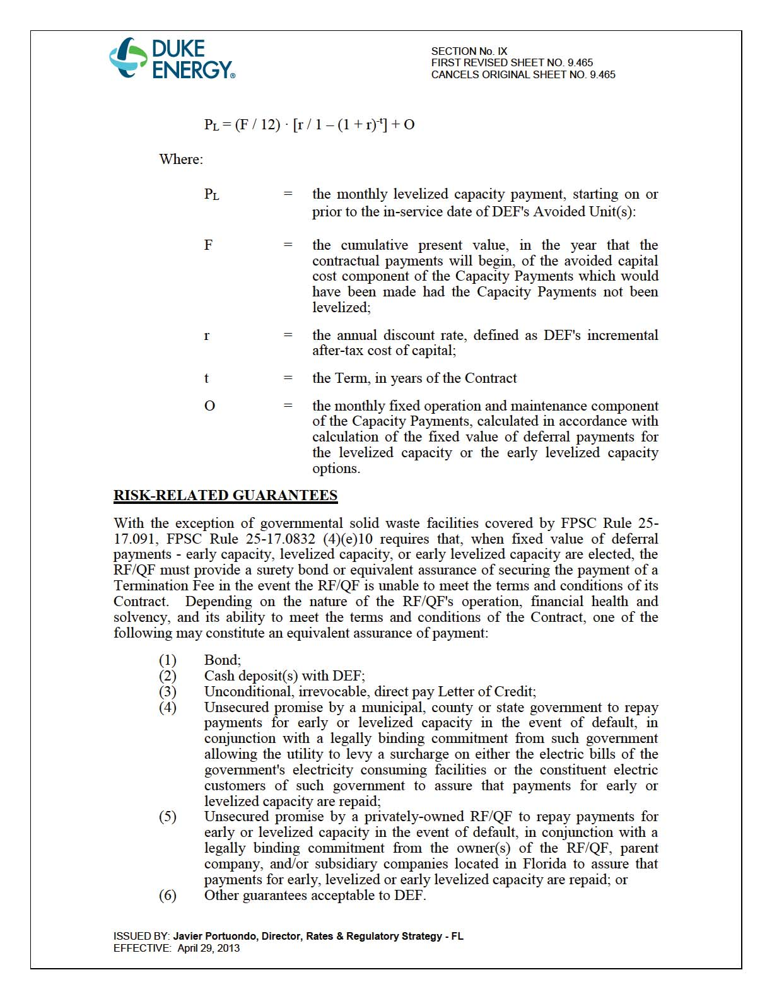 DUKE
ENERGY®
SECTION No. IX
FIRST REVISED SHEET NO. 9.465
CANCELS ORIGINAL SHEET NO. 9.465
PL = (F / 12) · [r / 1 – (1 + r)-t] + O
Where:
PL = the monthly levelized capacity payment, starting on or
prior to the in-service date of DEF's Avoided Unit(s):
F = the cumulative present value, in the year that the
contractual payments will begin, of the avoided capital
cost component of the Capacity Payments which would
have been made had the Capacity Payments not been
levelized;
r = the annual discount rate, defined as DEF's incremental
after-tax cost of capital;
t = the Term, in years of the Contract
O = the monthly fixed operation and maintenance component
of the Capacity Payments, calculated in accordance with
calculation of the fixed value of deferral payments for
the levelized capacity or the early levelized capacity
options.
RISK-RELATED GUARANTEES
With the exception of governmental solid waste facilities covered by FPSC Rule 25-
17.091, FPSC Rule 25-17.0832 (4)(e)10 requires that, when fixed value of deferral
payments - early capacity, levelized capacity, or early levelized capacity are elected, the
RF/QF must provide a surety bond or equivalent assurance of securing the payment of a
Termination Fee in the event the RF/QF is unable to meet the terms and conditions of its
Contract. Depending on the nature of the RF/QF's operation, financial health and
solvency, and its ability to meet the terms and conditions of the Contract, one of the
following may constitute an equivalent assurance of payment:
(1) Bond;
(2) Cash deposit(s) with DEF;
(3) Unconditional, irrevocable, direct pay Letter of Credit;
(4) Unsecured promise by a municipal, county or state government to repay
payments for early or levelized capacity in the event of default, in
conjunction with a legally binding commitment from such government
allowing the utility to levy a surcharge on either the electric bills of the
government's electricity consuming facilities or the constituent electric
customers of such government to assure that payments for early or
levelized capacity are repaid;
(5) Unsecured promise by a privately-owned RF/QF to repay payments for
early or levelized capacity in the event of default, in conjunction with a
legally binding commitment from the owner(s) of the RF/QF, parent
company, and/or subsidiary companies located in Florida to assure that
payments for early, levelized or early levelized capacity are repaid; or
(6) Other guarantees acceptable to DEF.
ISSUED BY: Javier Portuondo, Director, Rates & Regulatory Strategy - FL
EFFECTIVE: April 29, 2013